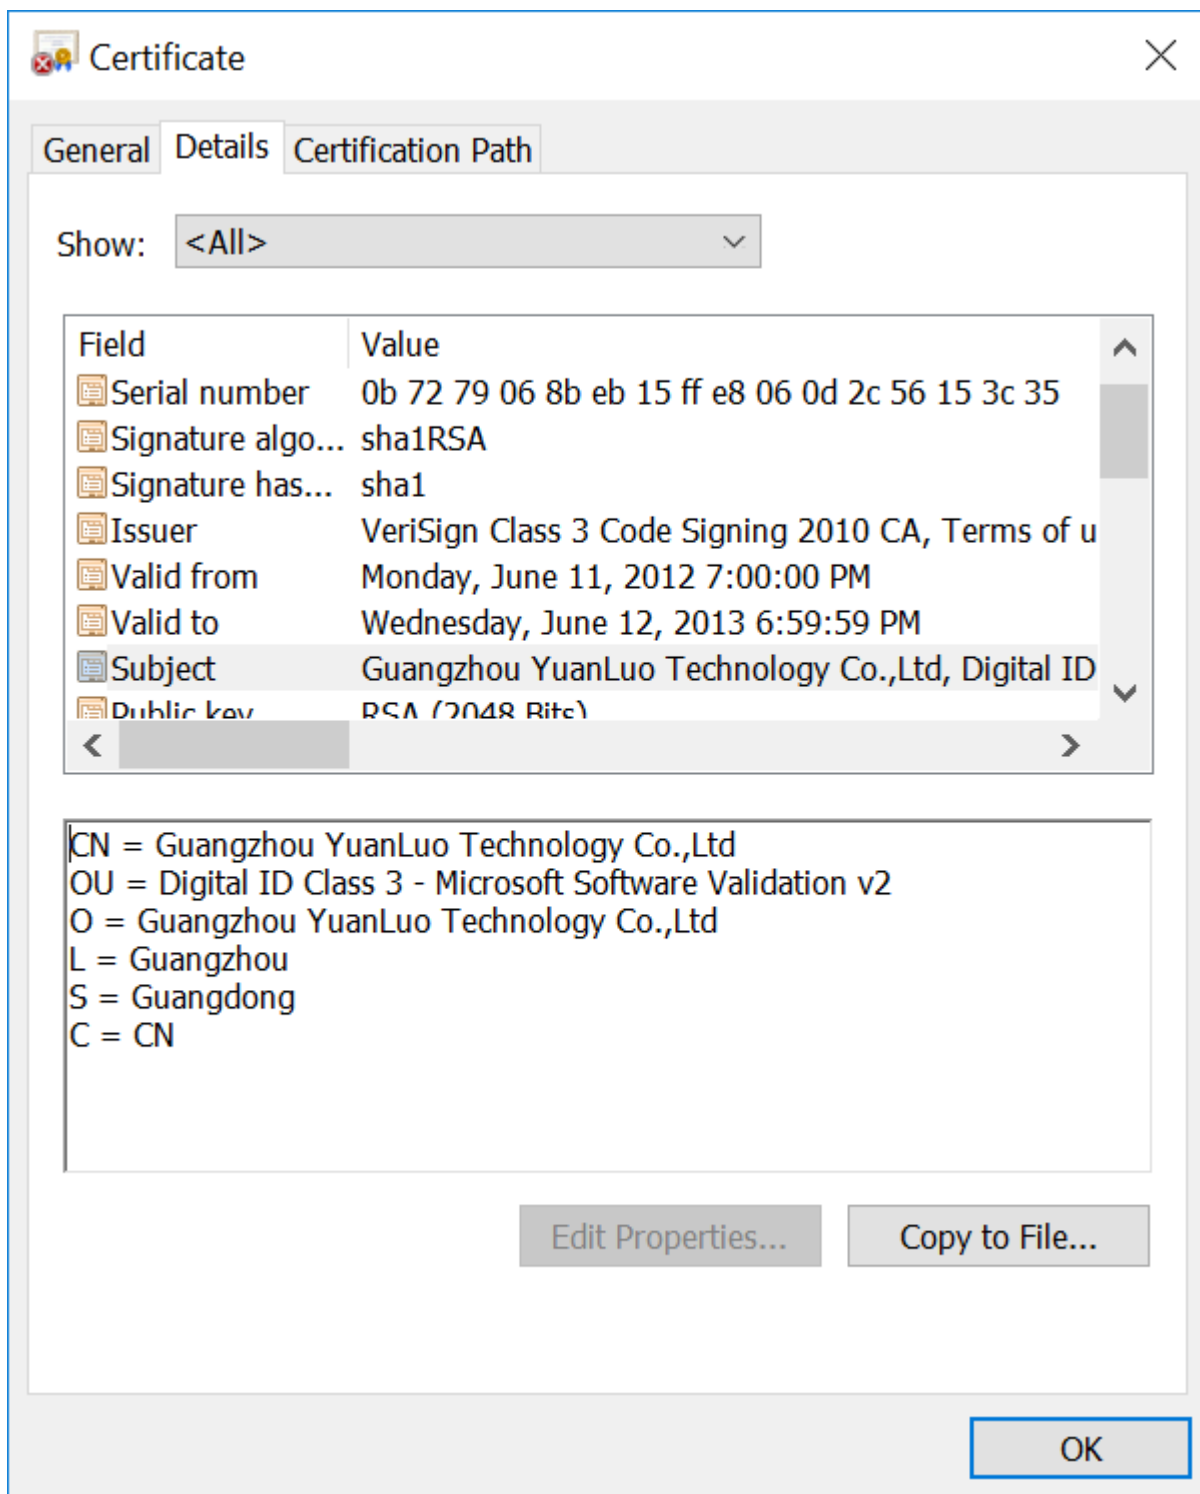 Certificate
General Details Certification Path
Show: <All>
Field Value
Serial number 0b 72 79 06 8b eb 15 ff e8 06 0d 2c 56 15 3c 35
Signature algo... sha1RSA
Signature has... sha1
Issuer VeriSign Class 3 Code Signing 2010 CA, Terms of u
Valid from Monday, June 11, 2012 7:00:00 PM
Valid to Wednesday, June 12, 2013 6:59:59 PM
Subject Guangzhou YuanLuo Technology Co.,Ltd, Digital ID
Public key RSA (2048 Bits)
CN = Guangzhou YuanLuo Technology Co.,Ltd
OU = Digital ID Class 3 - Microsoft Software Validation v2
O = Guangzhou YuanLuo Technology Co.,Ltd
L = Guangzhou
S = Guangdong
C = CN
Edit Properties... Copy to File...
OK